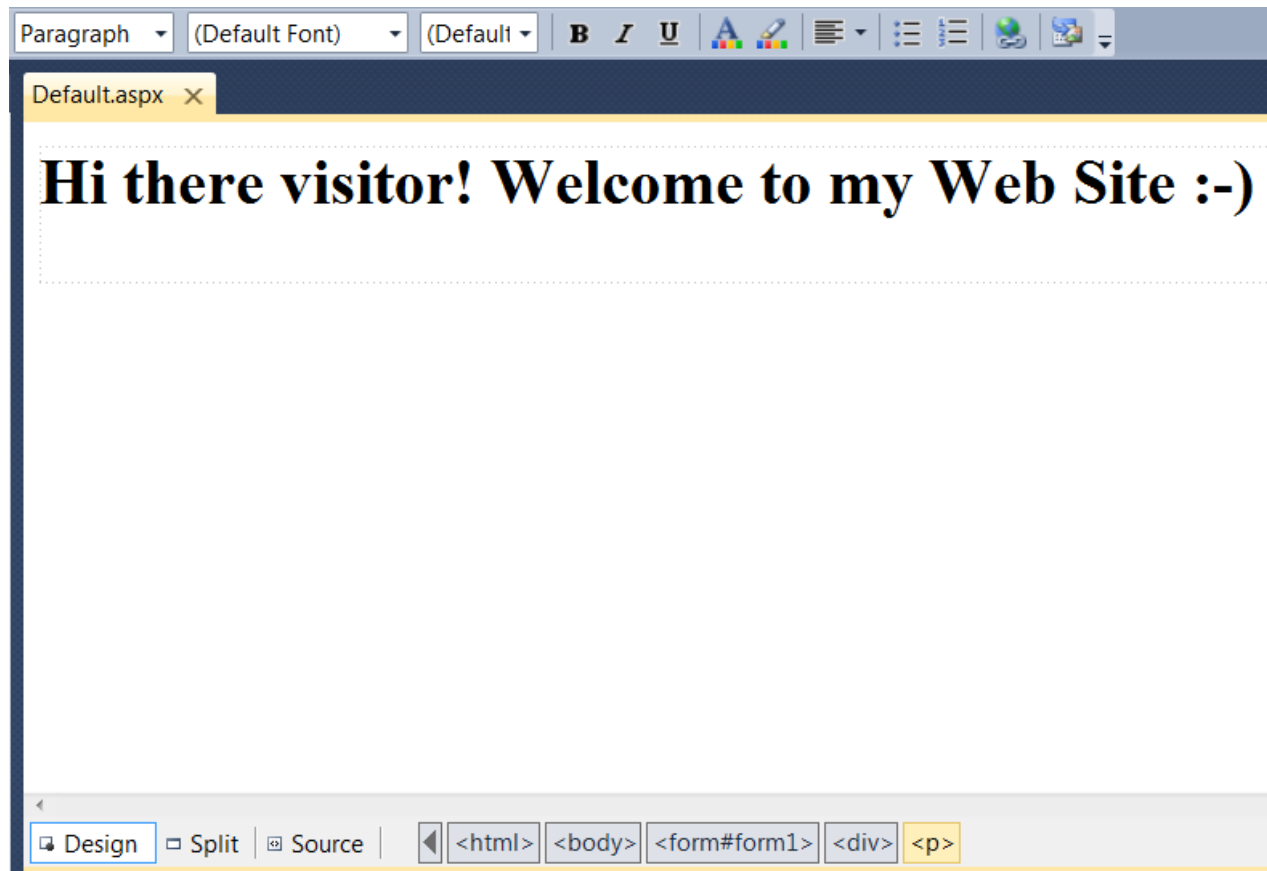 Paragraph (Default Font) (Default B I U A
Default.aspx
Hi there visitor! Welcome to my Web Site :-)
Design Split Source <html> <body> <form#form1> <div> <p>